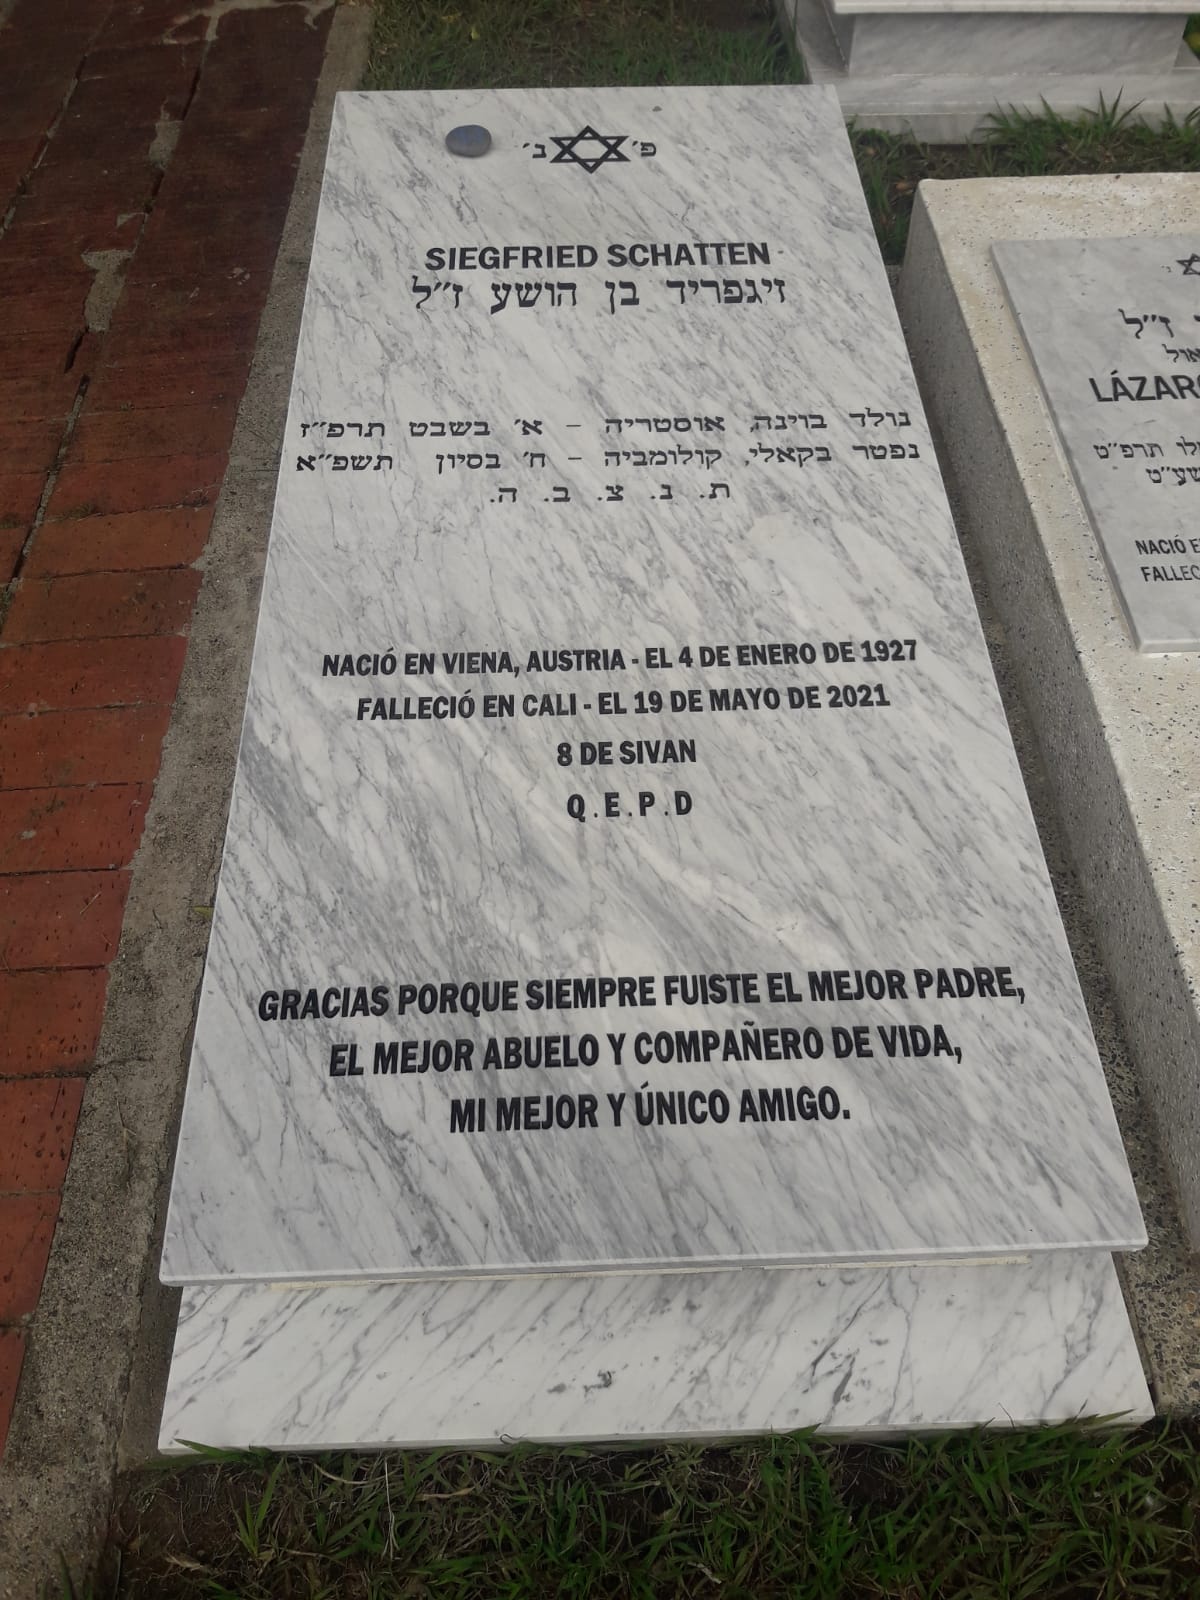 פ' נ'
SIEGFRIED SCHATTEN
זיגפריד בן הושע ז"ל
נולד בוינה, אוסטריה - א' בשבט תרפ"ז
נפטר בקאלי, קולומביה - ח' בסיון תשפ"א
ת. נ. צ. ב. ה.
NACIÓ EN VIENA, AUSTRIA - EL 4 DE ENERO DE 1927
FALLECIÓ EN CALI - EL 19 DE MAYO DE 2021
8 DE SIVAN
Q.E.P.D
GRACIAS PORQUE SIEMPRE FUISTE EL MEJOR PADRE,
EL MEJOR ABUELO Y COMPAÑERO DE VIDA,
MI MEJOR Y ÚNICO AMIGO.
ז"ל
NACIÓ